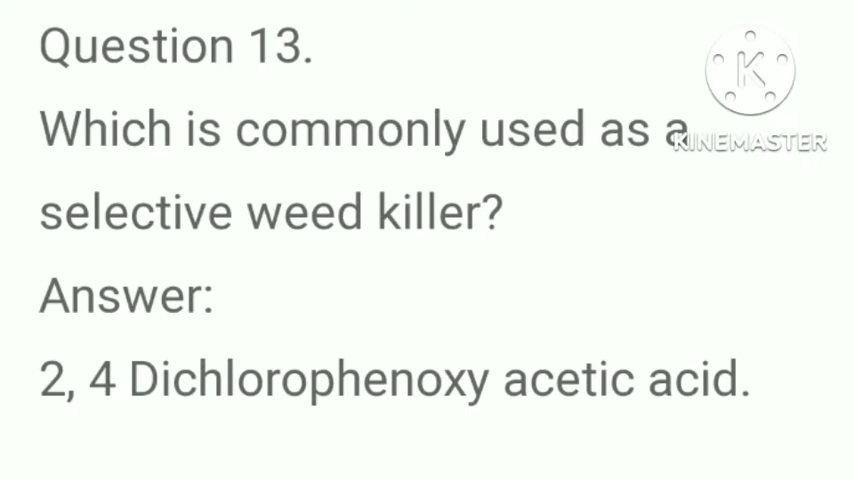 Question 13.
Which is commonly used as a
selective weed killer?
Answer:
2, 4 Dichlorophenoxy acetic acid.
K
KINEMASTER